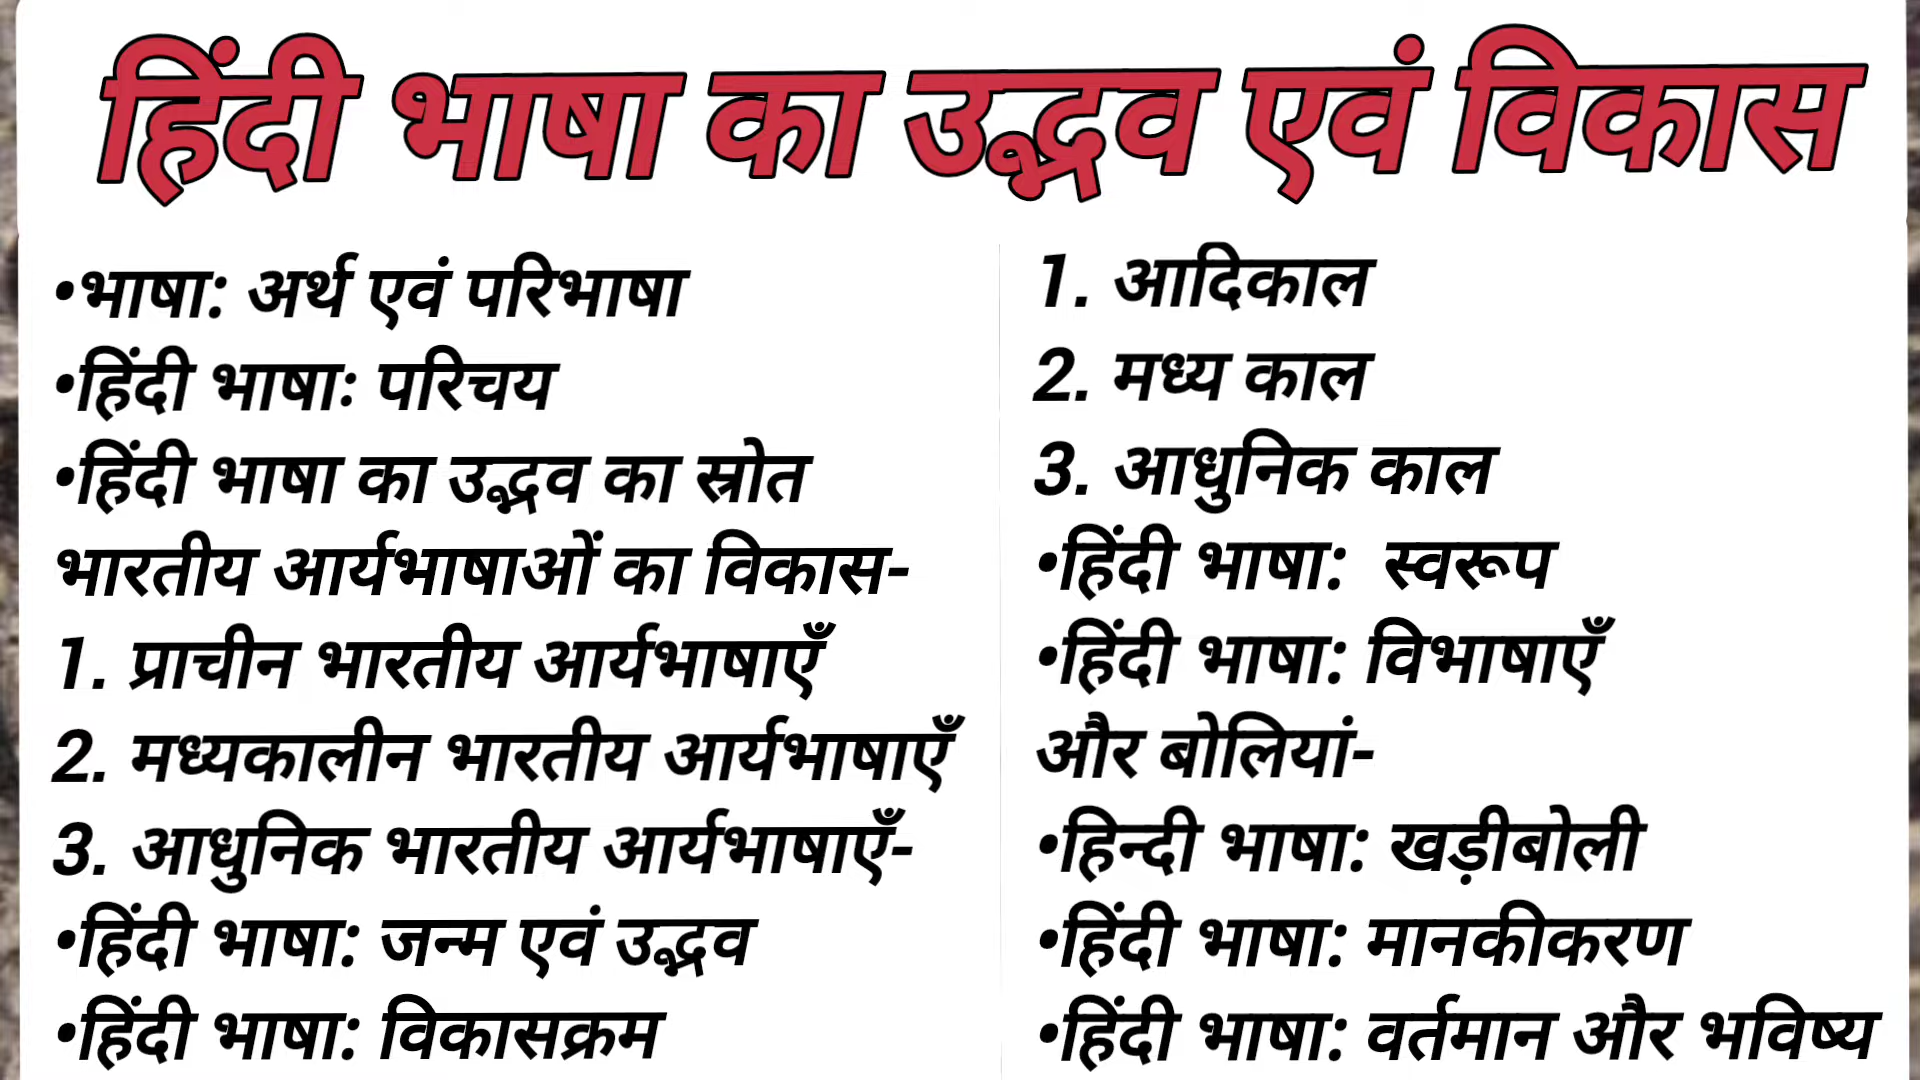 हिंदी भाषा का उद्भव एवं विकास
•भाषा: अर्थ एवं परिभाषा
•हिंदी भाषाः परिचय
•हिंदी भाषा का उद्भव का स्रोत
भारतीय आर्यभाषाओं का विकास-
1. प्राचीन भारतीय आर्यभाषाएँ
2. मध्यकालीन भारतीय आर्यभाषाएँ
3. आधुनिक भारतीय आर्यभाषाएँ-
•हिंदी भाषा: जन्म एवं उद्भव
•हिंदी भाषा: विकासक्रम
1. आदिकाल
2. मध्य काल
3. आधुनिक काल
•हिंदी भाषा: स्वरूप
•हिंदी भाषा: विभाषाएँ
और बोलियां-
•हिन्दी भाषा: खड़ीबोली
•हिंदी भाषा: मानकीकरण
•हिंदी भाषा: वर्तमान और भविष्य